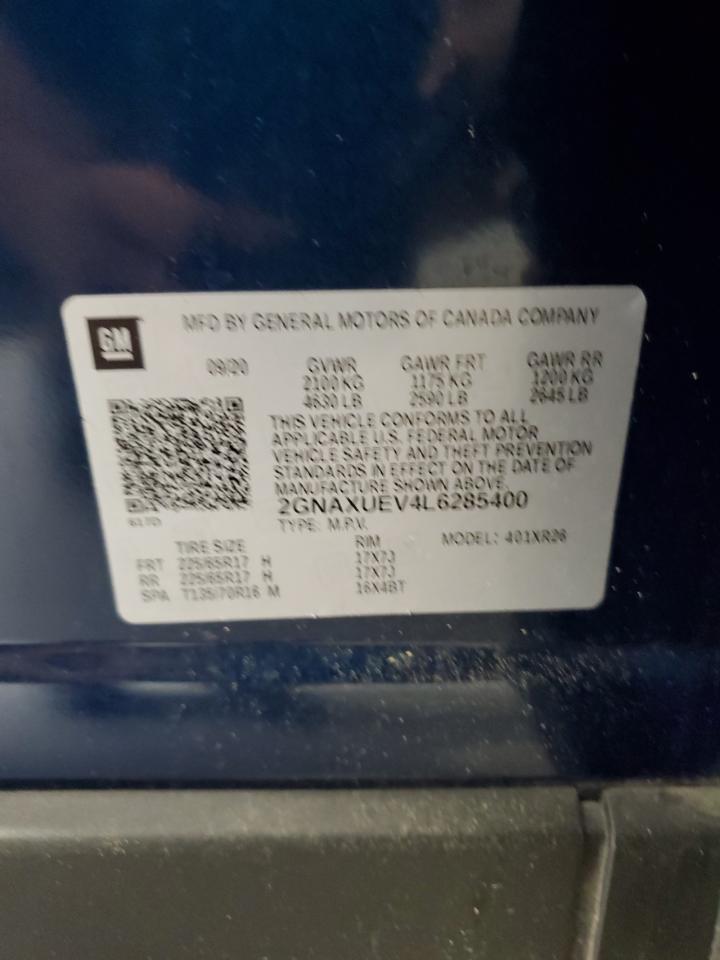 GM
MFD BY GENERAL MOTORS OF CANADA COMPANY
09/20 GVWR GAWR FRT GAWR RR
2100 KG 1175 KG 1200 KG
4630 LB 2590 LB 2645 LB
THIS VEHICLE CONFORMS TO ALL
APPLICABLE U.S. FEDERAL MOTOR
VEHICLE SAFETY AND THEFT PREVENTION
STANDARDS IN EFFECT ON THE DATE OF
MANUFACTURE SHOWN ABOVE.
2GNAXUEV4L6285400
TYPE: M.P.V.
MODEL: 401XR26
TIRE SIZE RIM
FRT 225/65R17 H 17X7J
RR 225/65R17 H 17X7J
SPA T135/70R16 M 16X4BT